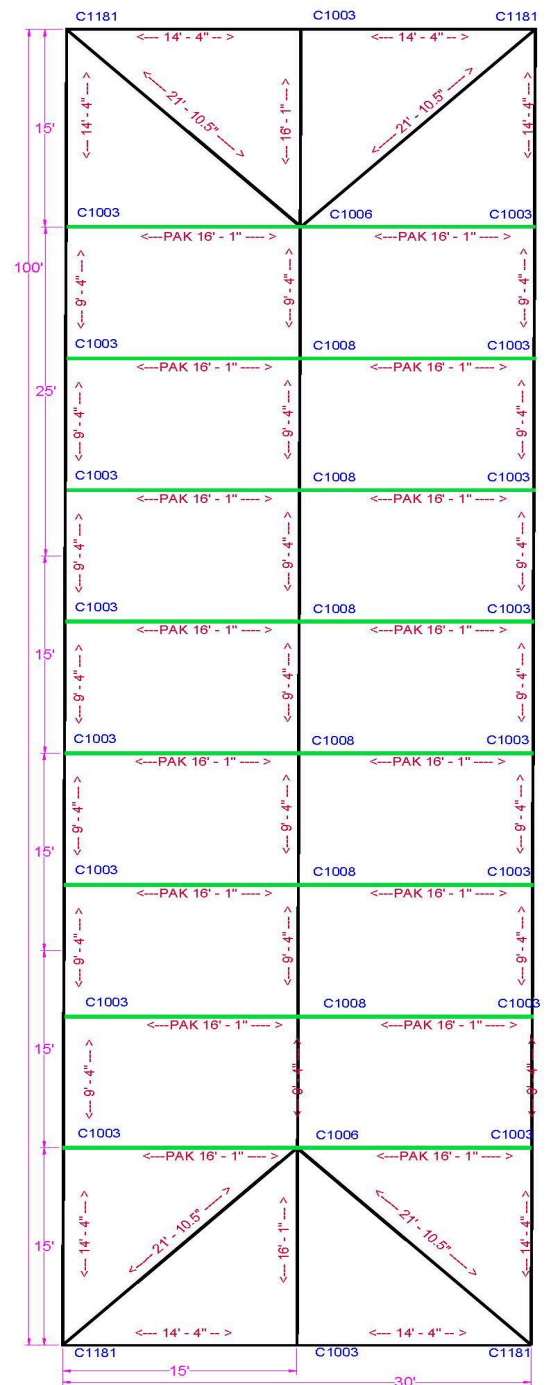 C1181 C1003 C1181
<--- 14' - 4" -- > <--- 14' - 4" -- >
15' <--- 14' - 4" --- > <--- 21' - 10.5" ----- > <--- 16' - 1" --- > <--- 21' - 10.5" ----- > <--- 14' - 4" --- >
C1003 C1006 C1003
<---PAK 16' - 1" ---- > <---PAK 16' - 1" ---- >
100' <--- 9' - 4" --- > <--- 9' - 4" --- > <--- 9' - 4" --- >
C1003 C1008 C1003
<---PAK 16' - 1" ---- > <---PAK 16' - 1" ---- >
25' <--- 9' - 4" --- > <--- 9' - 4" --- > <--- 9' - 4" --- >
C1003 C1008 C1003
<---PAK 16' - 1" ---- > <---PAK 16' - 1" ---- >
<--- 9' - 4" --- > <--- 9' - 4" --- > <--- 9' - 4" --- >
C1003 C1008 C1003
<---PAK 16' - 1" ---- > <---PAK 16' - 1" ---- >
15' <--- 9' - 4" --- > <--- 9' - 4" --- > <--- 9' - 4" --- >
C1003 C1008 C1003
<---PAK 16' - 1" ---- > <---PAK 16' - 1" ---- >
15' <--- 9' - 4" --- > <--- 9' - 4" --- > <--- 9' - 4" --- >
C1003 C1008 C1003
<---PAK 16' - 1" ---- > <---PAK 16' - 1" ---- >
<--- 9' - 4" --- > <--- 9' - 4" --- > <--- 9' - 4" --- >
C1003 C1008 C1003
<---PAK 16' - 1" ---- > <---PAK 16' - 1" ---- >
15' <--- 9' - 4" --- > <--- 9' - 4" --- > <--- 9' - 4" --- >
C1003 C1006 C1003
<---PAK 16' - 1" ---- > <---PAK 16' - 1" ---- >
15' <--- 14' - 4" --- > <--- 21' - 10.5" ----- > <--- 16' - 1" --- > <--- 21' - 10.5" ----- > <--- 14' - 4" --- >
<--- 14' - 4" -- > <--- 14' - 4" -- >
C1181 C1003 C1181
15'
30'